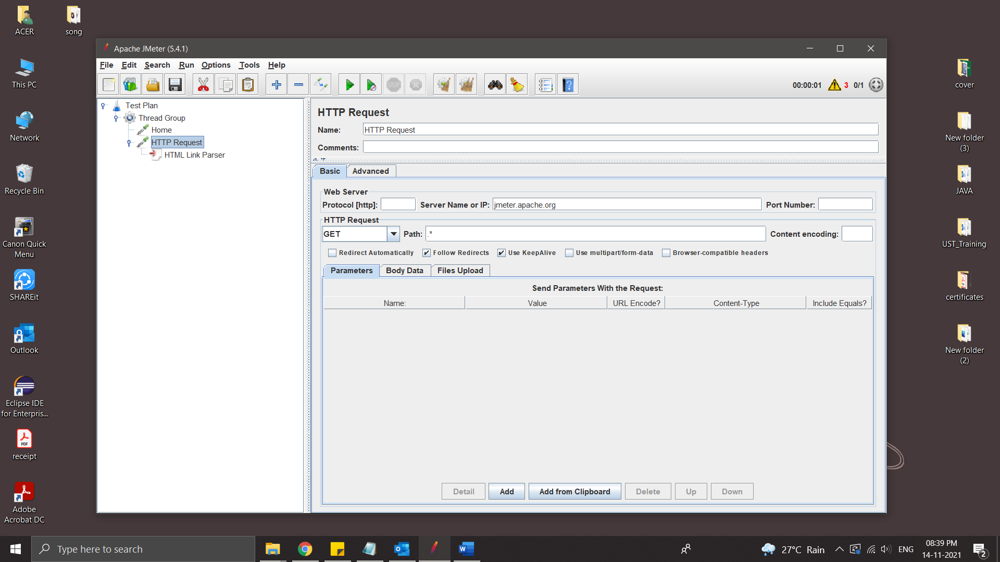 ACER
song
This PC
Network
Recycle Bin
Canon Quick
Menu
SHAREit
Outlook
Eclipse IDE
for Enterpris...
PDF
receipt
Adobe
Acrobat DC
Apache JMeter (5.4.1)
File Edit Search Run Options Tools Help
STOP
00:00:01 3 0/1
Test Plan
Thread Group
Home
HTTP Request
HTML Link Parser
HTTP Request
Name: HTTP Request
Comments:
Basic Advanced
Web Server
Protocol [http]: Server Name or IP: jmeter.apache.org Port Number:
HTTP Request
GET Path: .* Content encoding:
Redirect Automatically Follow Redirects Use KeepAlive Use multipart/form-data Browser-compatible headers
Parameters Body Data Files Upload
Send Parameters With the Request:
Name: Value URL Encode? Content-Type Include Equals?
Detail Add Add from Clipboard Delete Up Down
cover
New folder
(3)
JAVA
UST_Training
certificates
New folder
(2)
Type here to search
27°C Rain
ENG
08:39 PM
14-11-2021
2